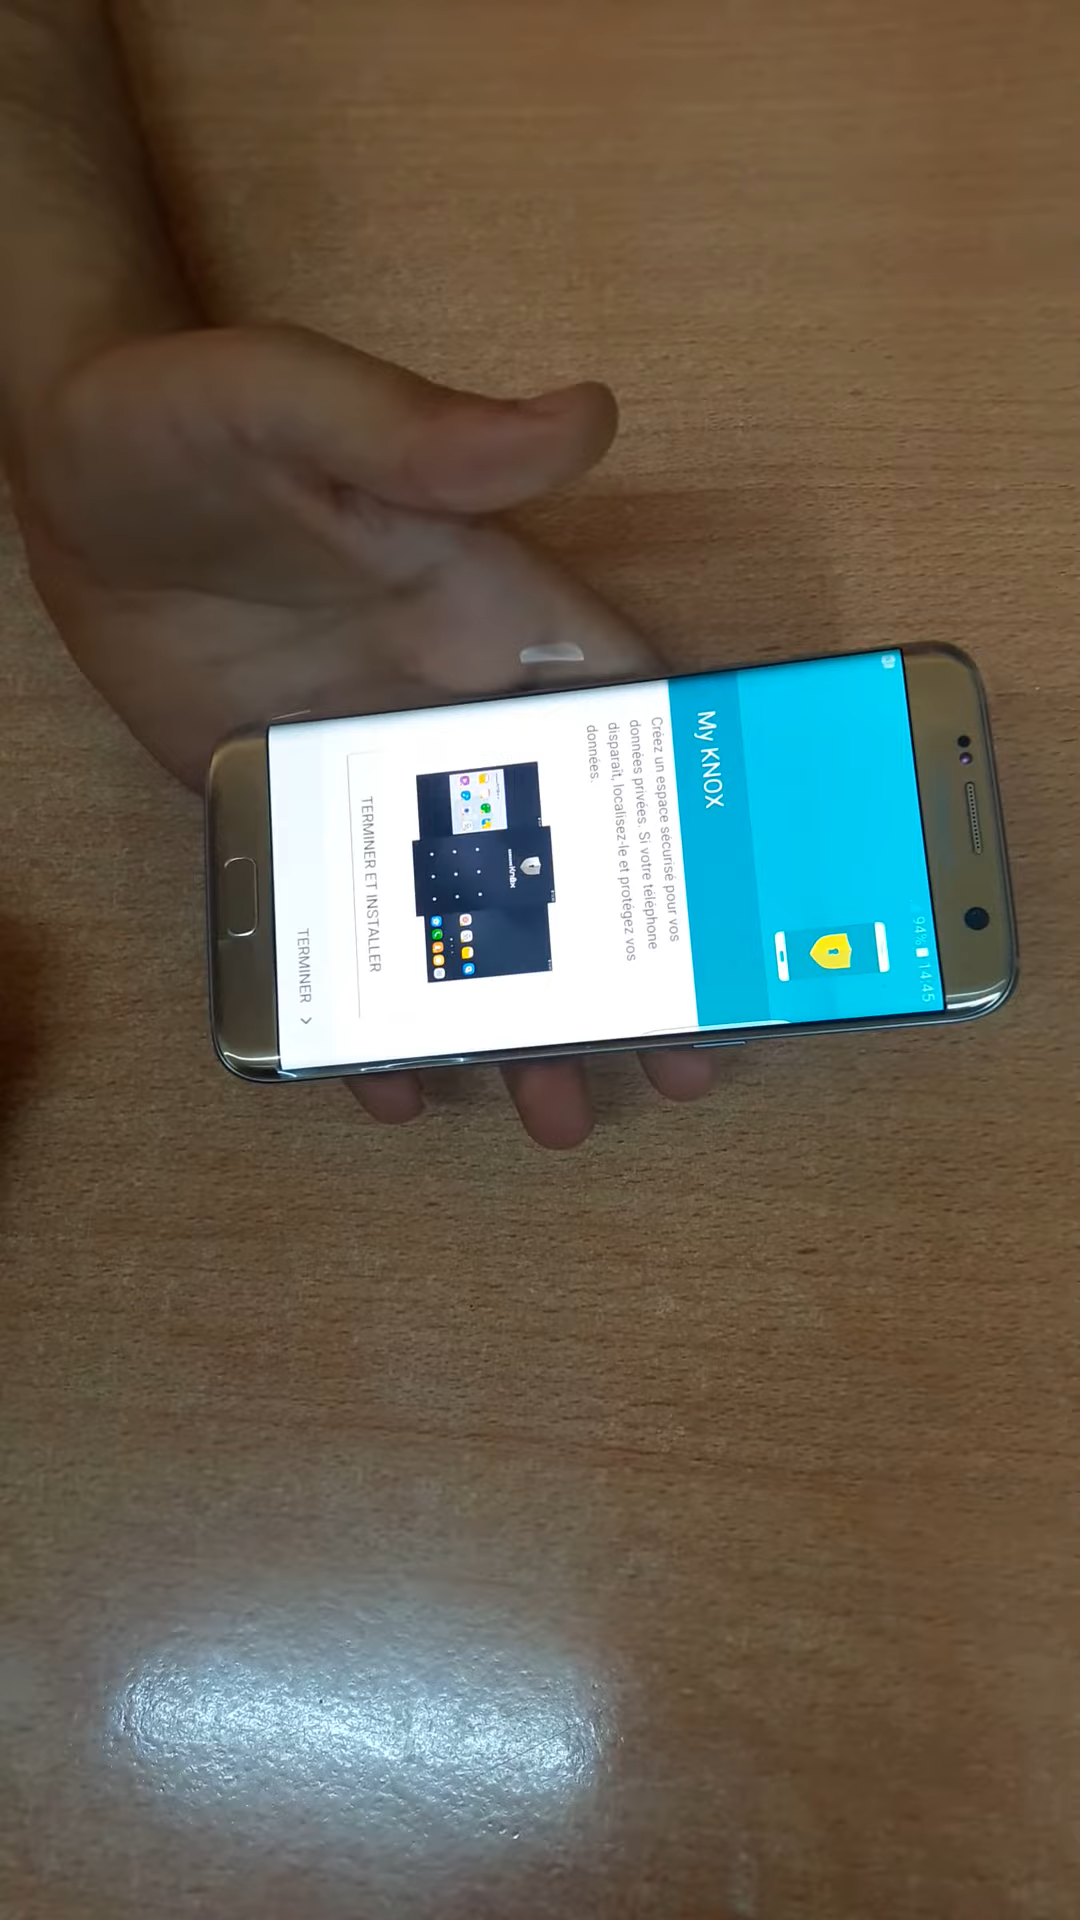 94% 14:45
My KNOX
Créez un espace sécurisé pour vos
données privées. Si votre téléphone
disparaît, localisez-le et protégez vos
données.
Knox
TERMINER ET INSTALLER
TERMINER >